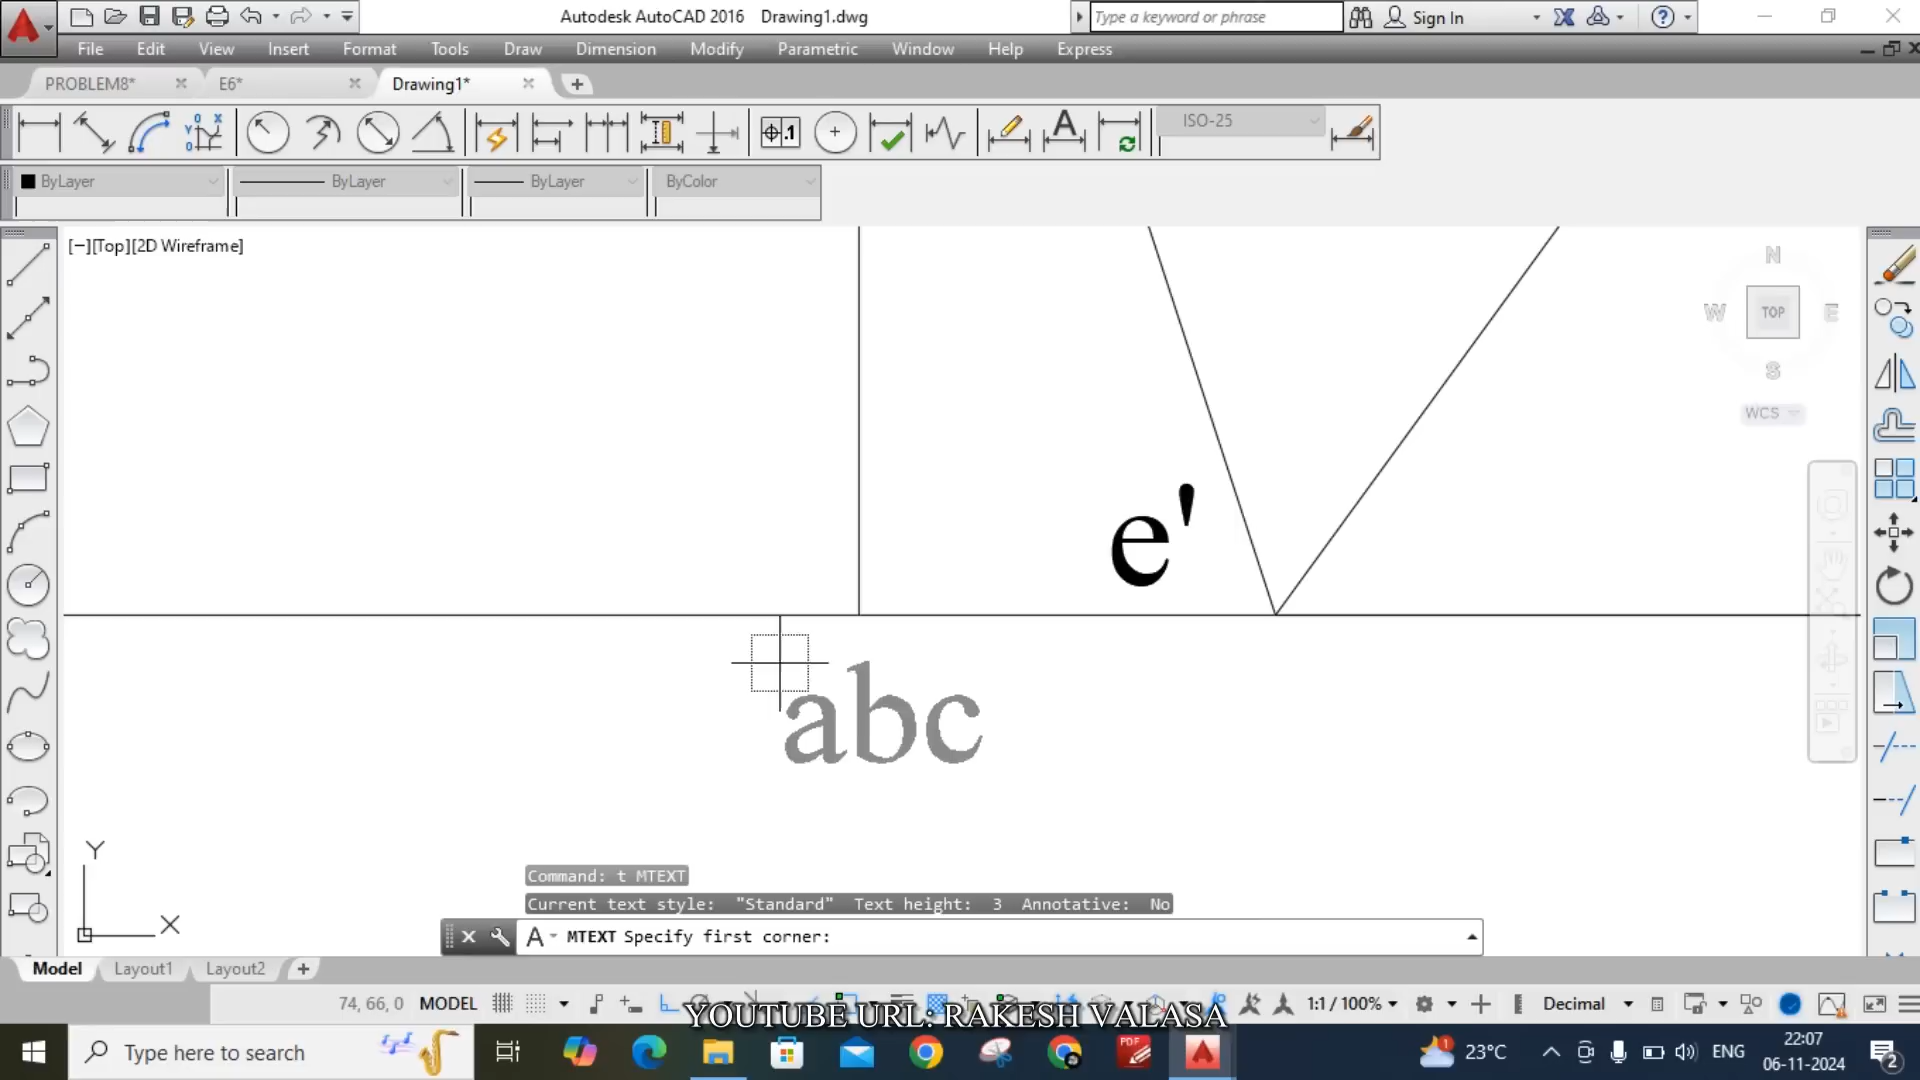 Autodesk AutoCAD 2016 Drawing1.dwg
Type a keyword or phrase
Sign In
File Edit View Insert Format Tools Draw Dimension Modify Parametric Window Help Express
PROBLEM8* E6* Drawing1*
ISO-25
ByLayer ByLayer ByLayer ByColor
[−][Top][2D Wireframe]
N
W TOP E
S
WCS
e'
abc
Y
X
Command: t MTEXT
Current text style: "Standard" Text height: 3 Annotative: No
MTEXT Specify first corner:
Model Layout1 Layout2
74, 66, 0 MODEL 1:1 / 100% Decimal
YOUTUBE URL: RAKESH VALASA
Type here to search
23°C ENG
22:07
06-11-2024
2